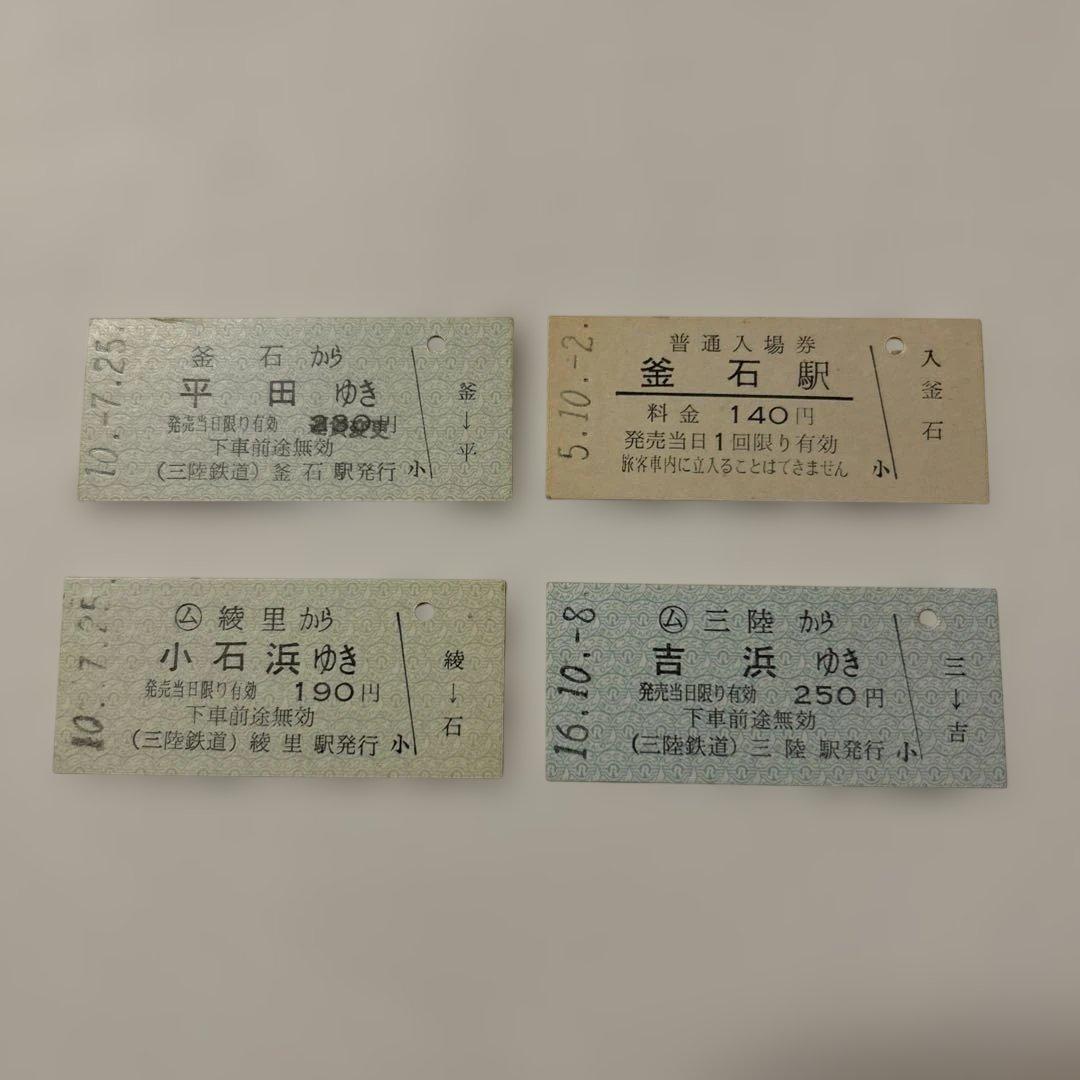 10.-7.25.
釜石から
平田ゆき
発売当日限り有効
下車前途無効
(三陸鉄道) 釜石駅発行
小
釜→平
5.10.-2.
普通入場券
釜石駅
料金 140円
発売当日1回限り有効
旅客車内に立入ることはできません
小
入釜石
10. 7.25
ム 綾里から
小石浜ゆき
発売当日限り有効 190円
下車前途無効
(三陸鉄道) 綾里駅発行
小
綾→石
16.10.-8.
ム 三陸から
吉浜ゆき
発売当日限り有効 250円
下車前途無効
(三陸鉄道) 三陸駅発行
小
三→吉